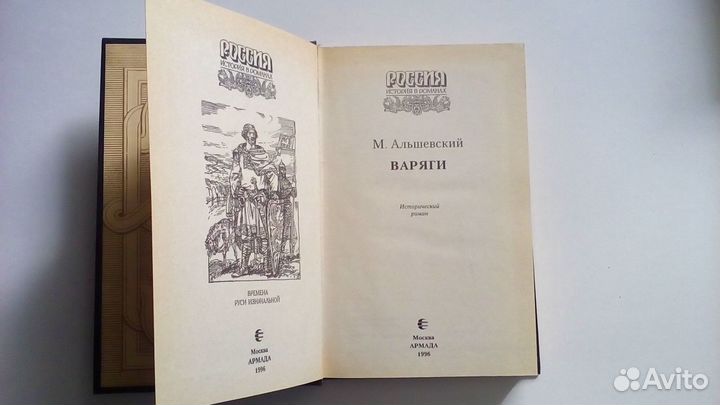 РОССИЯ
ИСТОРИЯ В РОМАНАХ
ВРЕМЕНА
РУСИ ИЗНАЧАЛЬНОЙ
Москва
АРМАДА
1996
РОССИЯ
ИСТОРИЯ В РОМАНАХ
М. Альшевский
ВАРЯГИ
Исторический
роман
Москва
АРМАДА
1996
Avito